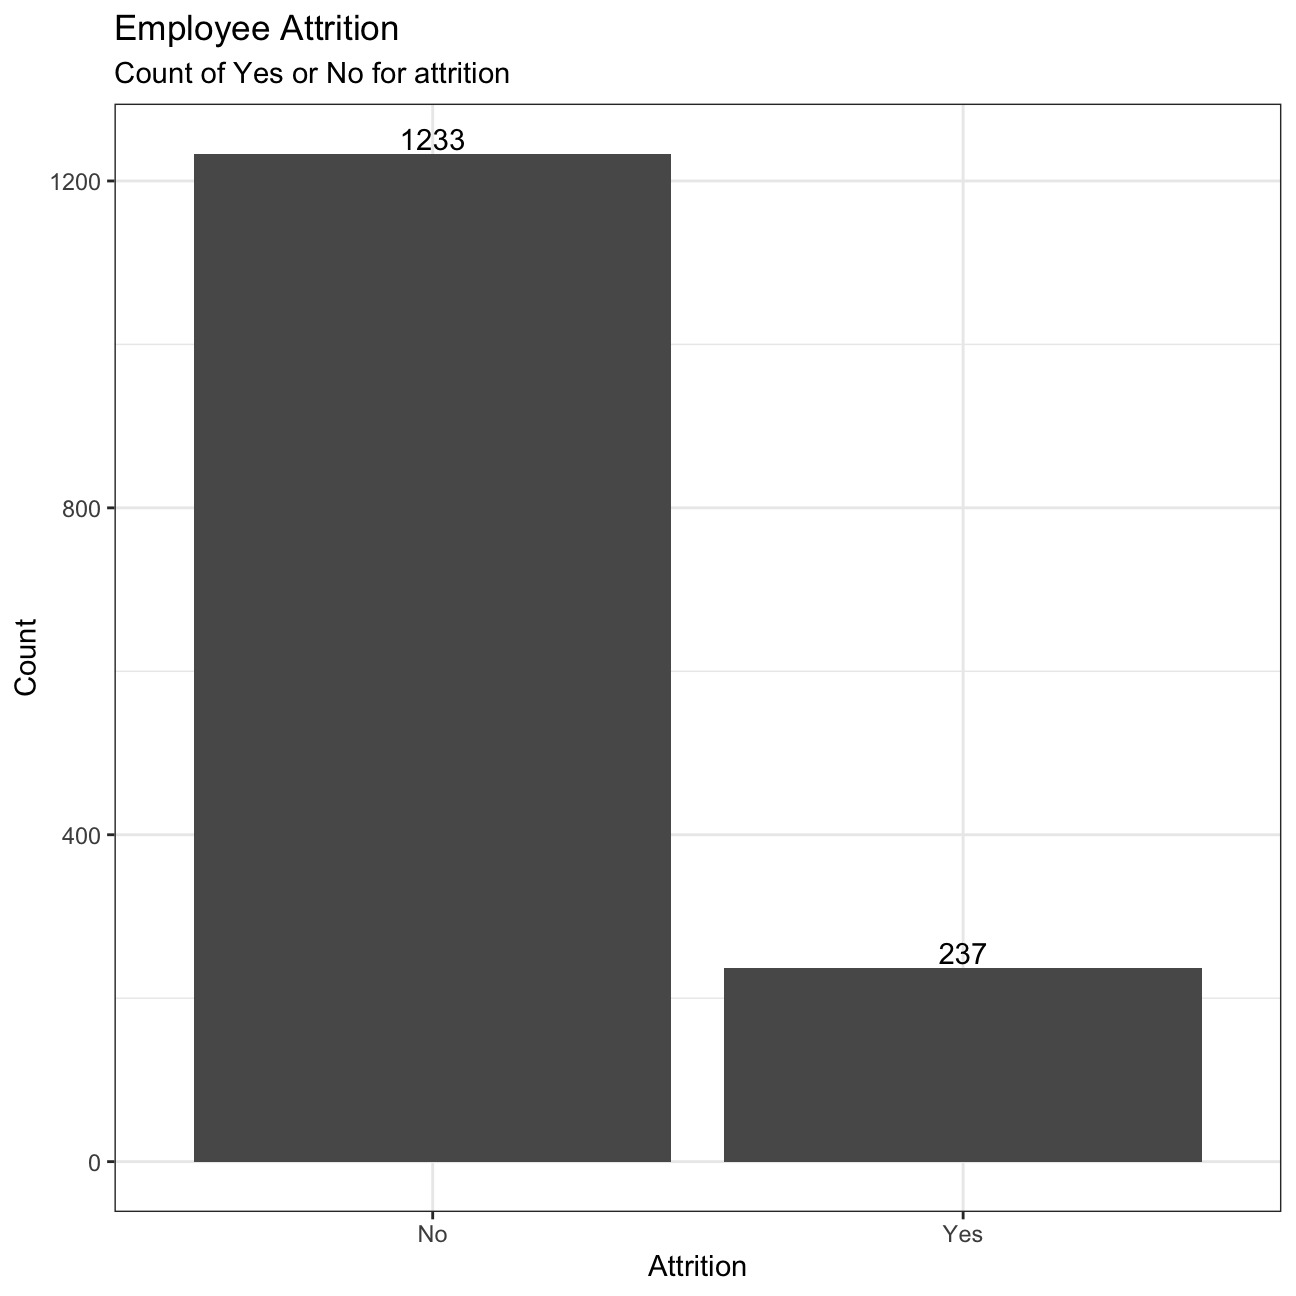 Employee Attrition
Count of Yes or No for attrition
1233
1200
800
400
237
0
Count
No
Yes
Attrition